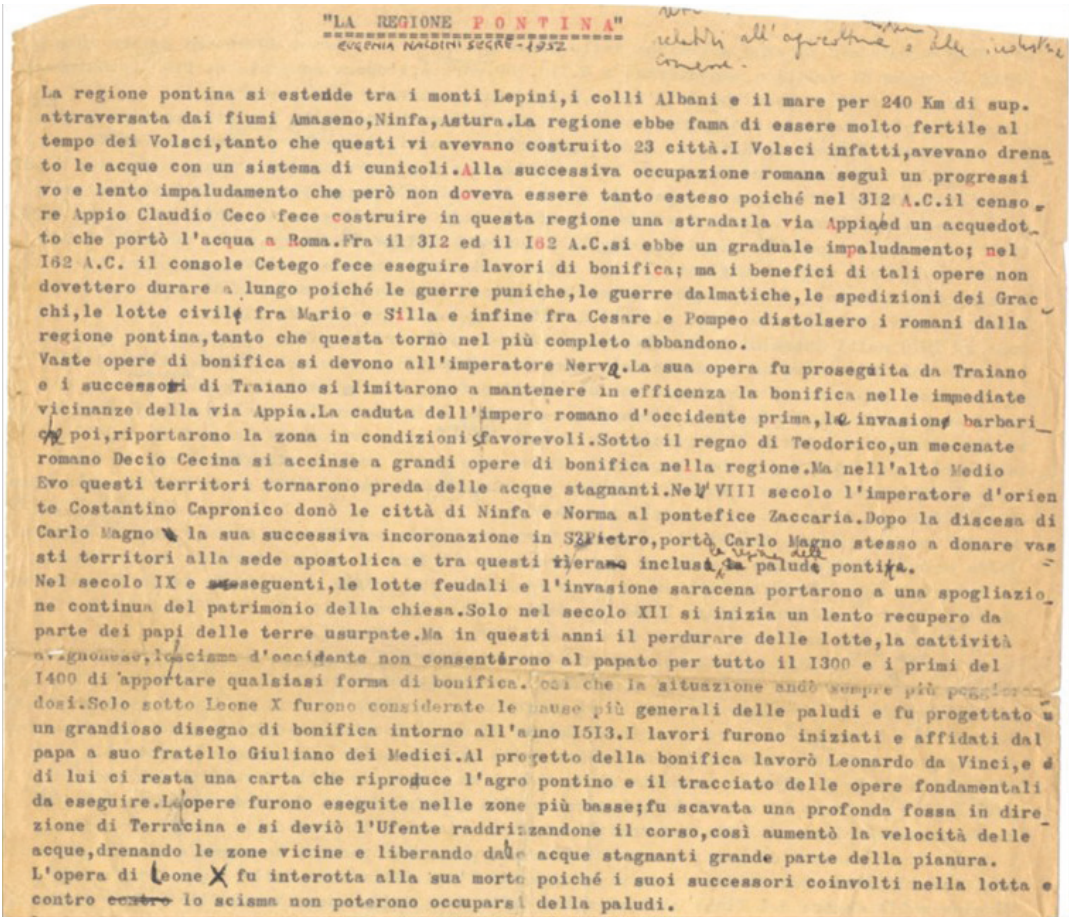 "LA REGIONE PONTINA"
EUGENIA NALDINI SEGRE - 1952
relativi all'agricoltura e alle industrie
La regione pontina si estende tra i monti Lepini,i colli Albani e il mare per 240 Km di sup.
attraversata dai fiumi Amaseno,Ninfa,Astura.La regione ebbe fama di essere molto fertile al
tempo dei Volsci,tanto che questi vi avevano costruito 23 città.I Volsci infatti,avevano drena_
to le acque con un sistema di cunicoli.Alla successiva occupazione romana seguì un progressi
vo e lento impaludamento che però non doveva essere tanto esteso poiché nel 3I2 A.C.il censo_
re Appio Claudio Ceco fece costruire in questa regione una strada:la via Appia,ed un acquedot_
to che portò l'acqua a Roma.Fra il 3I2 ed il I62 A.C.si ebbe un graduale impaludamento; nel
I62 A.C. il console Cetego fece eseguire lavori di bonifica; ma i benefici di tali opere non
dovettero durare a lungo poiché le guerre puniche,le guerre dalmatiche,le spedizioni dei Grac_
chi,le lotte civili fra Mario e Silla e infine fra Cesare e Pompeo distolsero i romani dalla
regione pontina,tanto che questa tornò nel più completo abbandono.
Vaste opere di bonifica si devono all'imperatore Nerva.La sua opera fu proseguita da Traiano
e i successori di Traiano si limitarono a mantenere in efficenza la bonifica nelle immediate
vicinanze della via Appia.La caduta dell'impero romano d'occidente prima,le invasioni barbari_
che poi,riportarono la zona in condizioni sfavorevoli.Sotto il regno di Teodorico,un mecenate
romano Decio Cecina si accinse a grandi opere di bonifica nella regione.Ma nell'alto Medio
Evo questi territori tornarono preda delle acque stagnanti.Nell'VIII secolo l'imperatore d'orien
te Costantino Capronico donò le città di Ninfa e Norma al pontefice Zaccaria.Dopo la discesa di
Carlo Magno la sua successiva incoronazione in S.Pietro,portò Carlo Magno stesso a donare vas
sti territori alla sede apostolica e tra questi era inclusa la regione delle paludi pontine.
Nel secolo IX e seguenti,le lotte feudali e l'invasione saracena portarono a una spogliazio_
ne continua del patrimonio della chiesa.Solo nel secolo XII si inizia un lento recupero da
parte dei papi delle terre usurpate.Ma in questi anni il perdurare delle lotte,la cattività
avignonese,lo scisma d'occidente non consentirono al papato per tutto il I300 e i primi del
I400 di apportare qualsiasi forma di bonifica.Così che la situazione andò sempre più peggioran
dosi.Solo sotto Leone X furono considerate le cause più generali delle paludi e fu progettato
un grandioso disegno di bonifica intorno all'anno I5I3.I lavori furono iniziati e affidati dal
papa a suo fratello Giuliano dei Medici.Al progetto della bonifica lavorò Leonardo da Vinci,e
di lui ci resta una carta che riproduce l'agro pontino e il tracciato delle opere fondamentali
da eseguire.Le opere furono eseguite nelle zone più basse;fu scavata una profonda fossa in dire_
zione di Terracina e si deviò l'Ufente raddrizzandone il corso,così aumentò la velocità delle
acque,drenando le zone vicine e liberando dalle acque stagnanti grande parte della pianura.
L'opera di Leone X fu interotta alla sua morte poiché i suoi successori coinvolti nella lotta
contro contro lo scisma non poterono occuparsi della paludi.